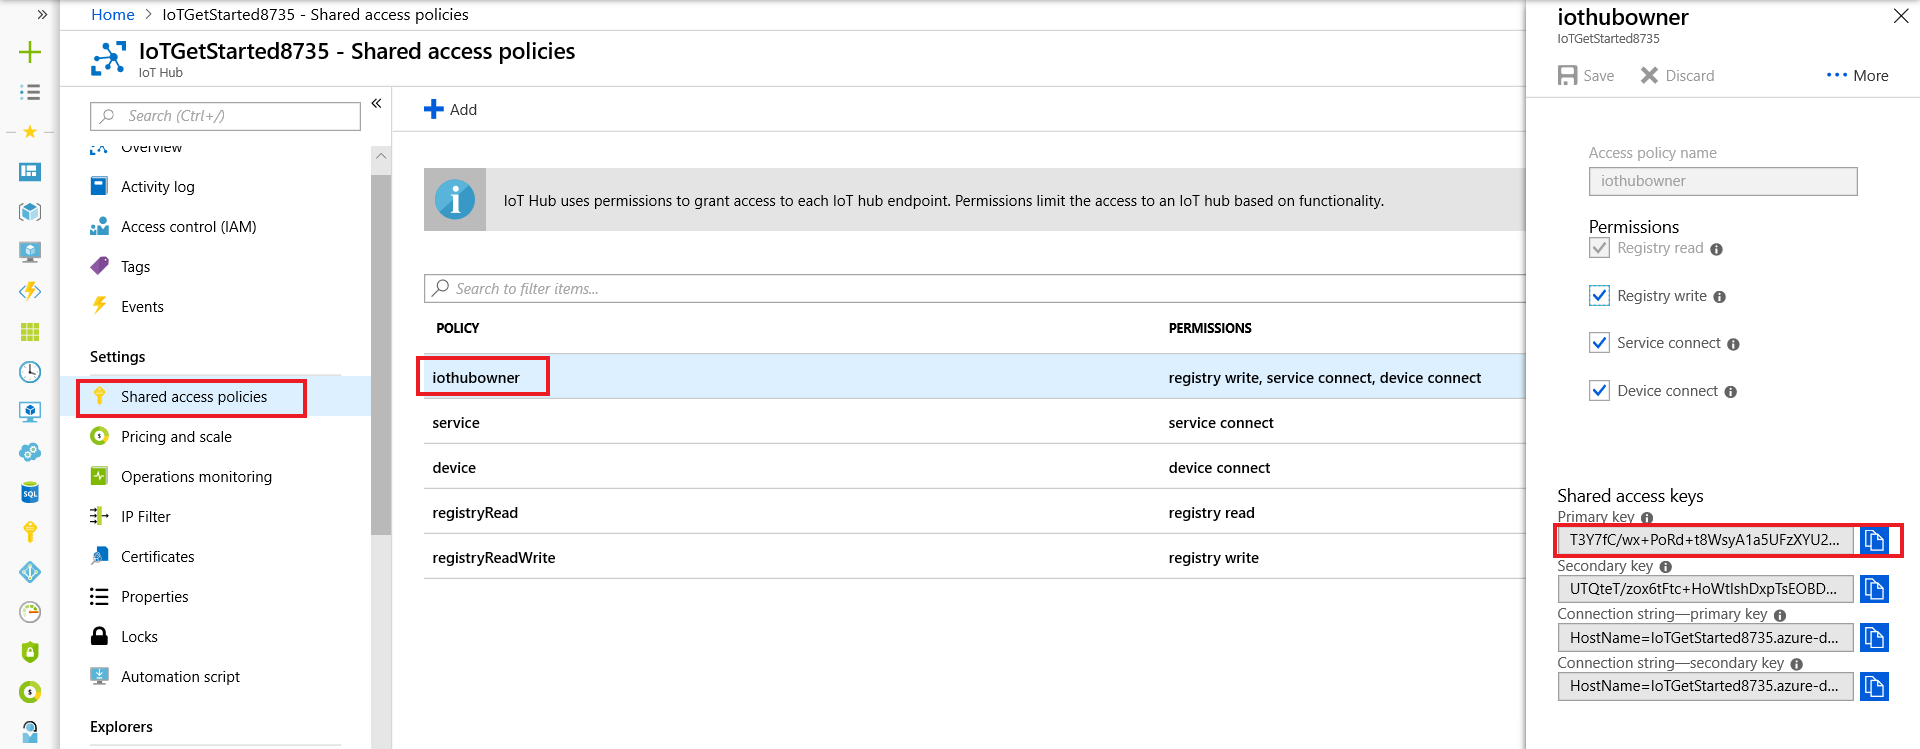 Home > IoTGetStarted8735 - Shared access policies
IoTGetStarted8735 - Shared access policies
IoT Hub
Search (Ctrl+/)
Overview
Activity log
Access control (IAM)
Tags
Events
Settings
Shared access policies
Pricing and scale
Operations monitoring
IP Filter
Certificates
Properties
Locks
Automation script
Explorers
Add
IoT Hub uses permissions to grant access to each IoT hub endpoint. Permissions limit the access to an IoT hub based on functionality.
Search to filter items...
POLICY PERMISSIONS
iothubowner registry write, service connect, device connect
service service connect
device device connect
registryRead registry read
registryReadWrite registry write
iothubowner
IoTGetStarted8735
Save Discard ... More
Access policy name
iothubowner
Permissions
Registry read
Registry write
Service connect
Device connect
Shared access keys
Primary key
T3Y7fC/wx+PoRd+t8WsyA1a5UFzXYU2...
Secondary key
UTQteT/zox6tFtc+HoWtIshDxpTsEOBD...
Connection string—primary key
HostName=IoTGetStarted8735.azure-d...
Connection string—secondary key
HostName=IoTGetStarted8735.azure-d...